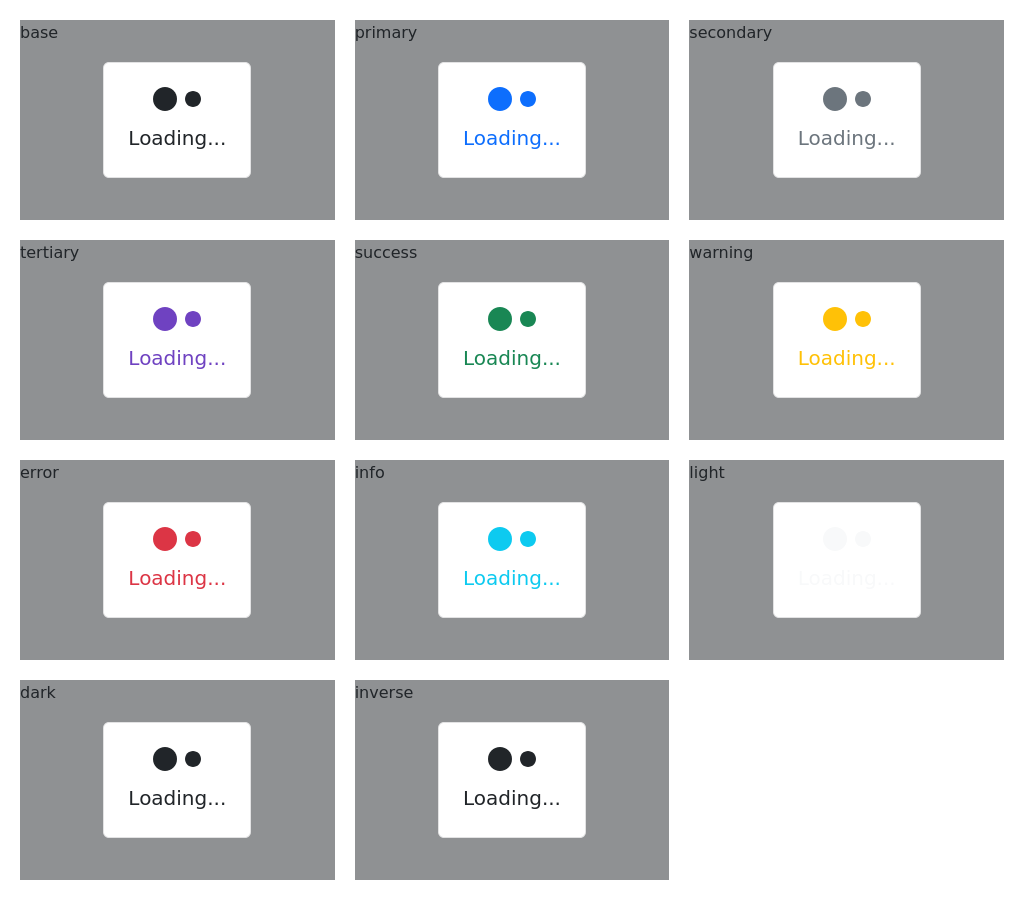 base
Loading...
primary
Loading...
secondary
Loading...
tertiary
Loading...
success
Loading...
warning
Loading...
error
Loading...
info
Loading...
light
Loading...
dark
Loading...
inverse
Loading...